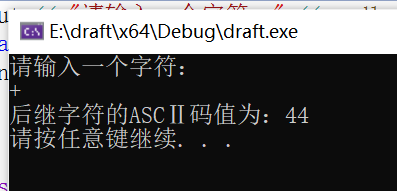 E:\draft\x64\Debug\draft.exe
请输入一个字符：
+
后继字符的ASCⅡ码值为：44
请按任意键继续. . .